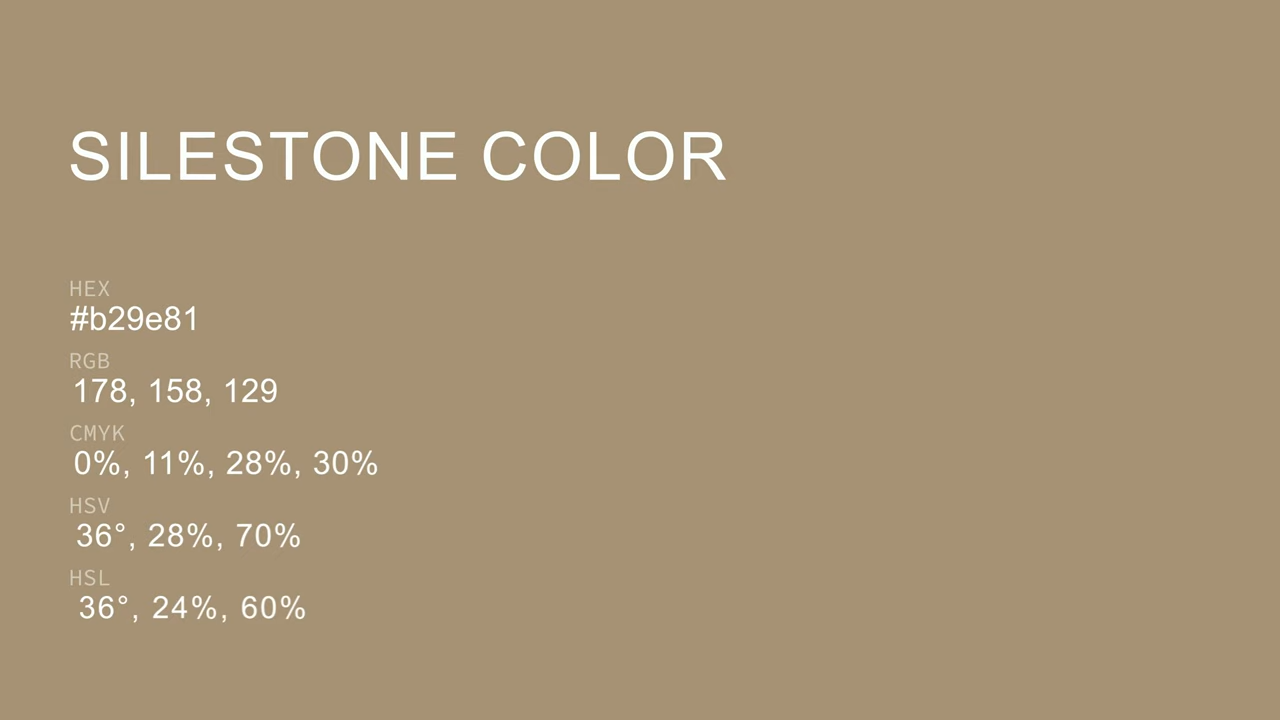 SILESTONE COLOR
HEX
#b29e81
RGB
178, 158, 129
CMYK
0%, 11%, 28%, 30%
HSV
36°, 28%, 70%
HSL
36°, 24%, 60%